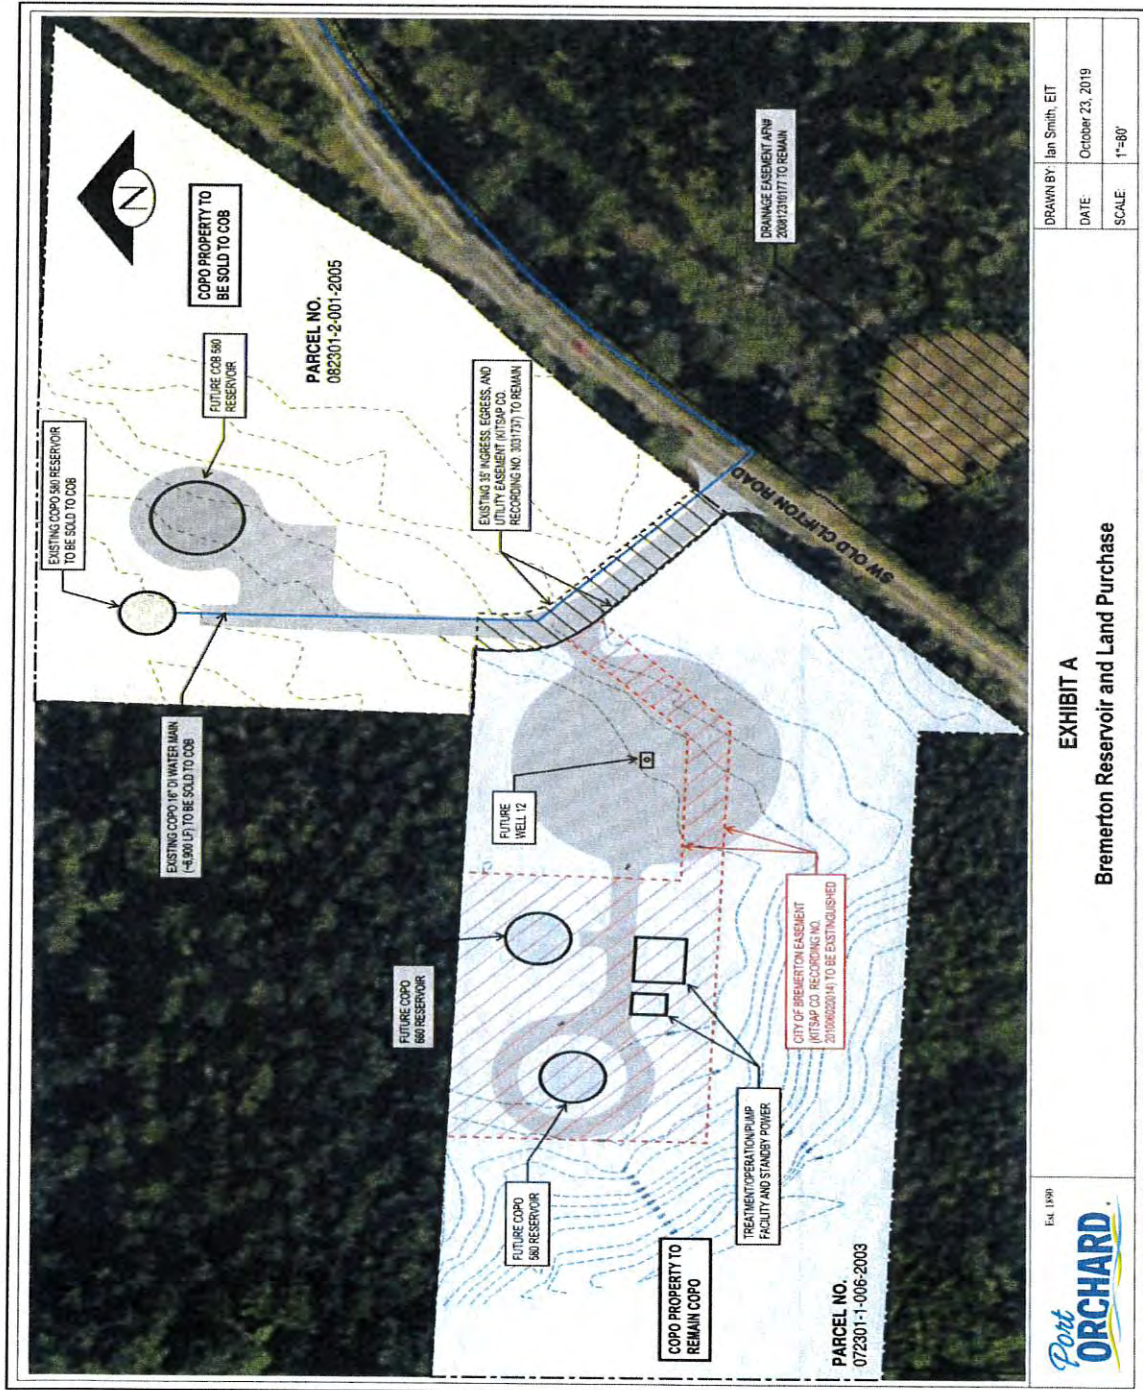 N
COPO PROPERTY TO
BE SOLD TO COB
PARCEL NO.
082301-2-001-2005
FUTURE COB 580
RESERVOIR
EXISTING COPO 580 RESERVOIR
TO BE SOLD TO COB
EXISTING 35' INGRESS, EGRESS, AND
UTILITY EASEMENT (KITSAP CO.
RECORDING NO. 3031737) TO REMAIN
DRAINAGE EASEMENT AFN#
200812310177 TO REMAIN
SW OLD CLIFTON ROAD
EXISTING COPO 16" DI WATER MAIN
(~6,900 LF) TO BE SOLD TO COB
FUTURE
WELL 12
FUTURE COPO
660 RESERVOIR
CITY OF BREMERTON EASEMENT
(KITSAP CO. RECORDING NO.
201006020014) TO BE EXISTINGUISHED
FUTURE COPO
580 RESERVOIR
TREATMENT/OPERATION/PUMP
FACILITY AND STANDBY POWER
COPO PROPERTY TO
REMAIN COPO
PARCEL NO.
072301-1-006-2003
Est. 1890
Port
ORCHARD
EXHIBIT A
Bremerton Reservoir and Land Purchase
DRAWN BY: Ian Smith, EIT
DATE: October 23, 2019
SCALE: 1"=80'